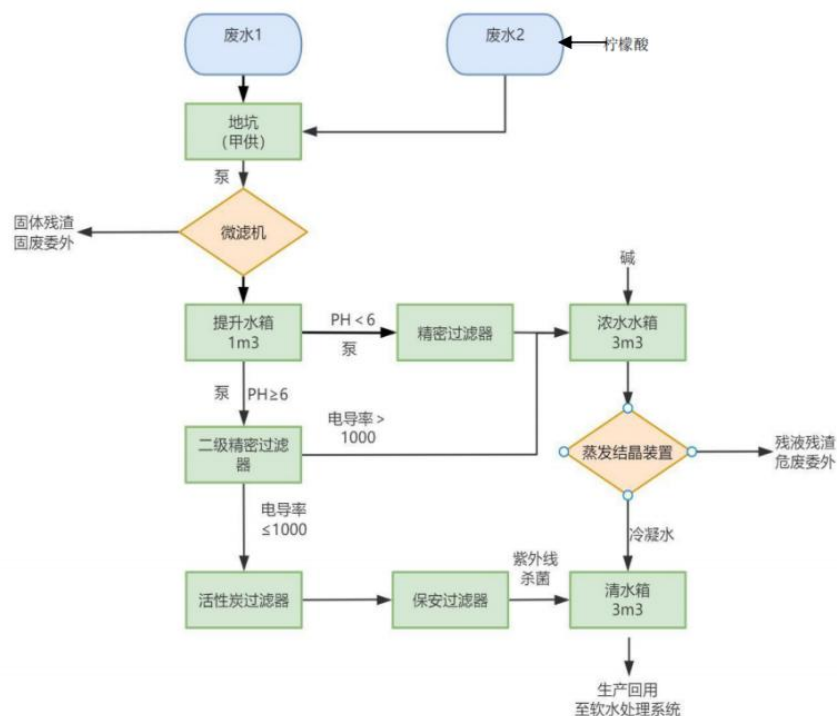 废水1
废水2
柠檬酸
地坑
（甲供）
泵
固体残渣
固废委外
微滤机
碱
提升水箱
1m3
PH＜6
泵
精密过滤器
浓水水箱
3m3
泵
PH≥6
电导率＞
1000
二级精密过滤
器
蒸发结晶装置
残液残渣
危废委外
电导率
≤1000
冷凝水
紫外线
杀菌
活性炭过滤器
保安过滤器
清水箱
3m3
生产回用
至软水处理系统